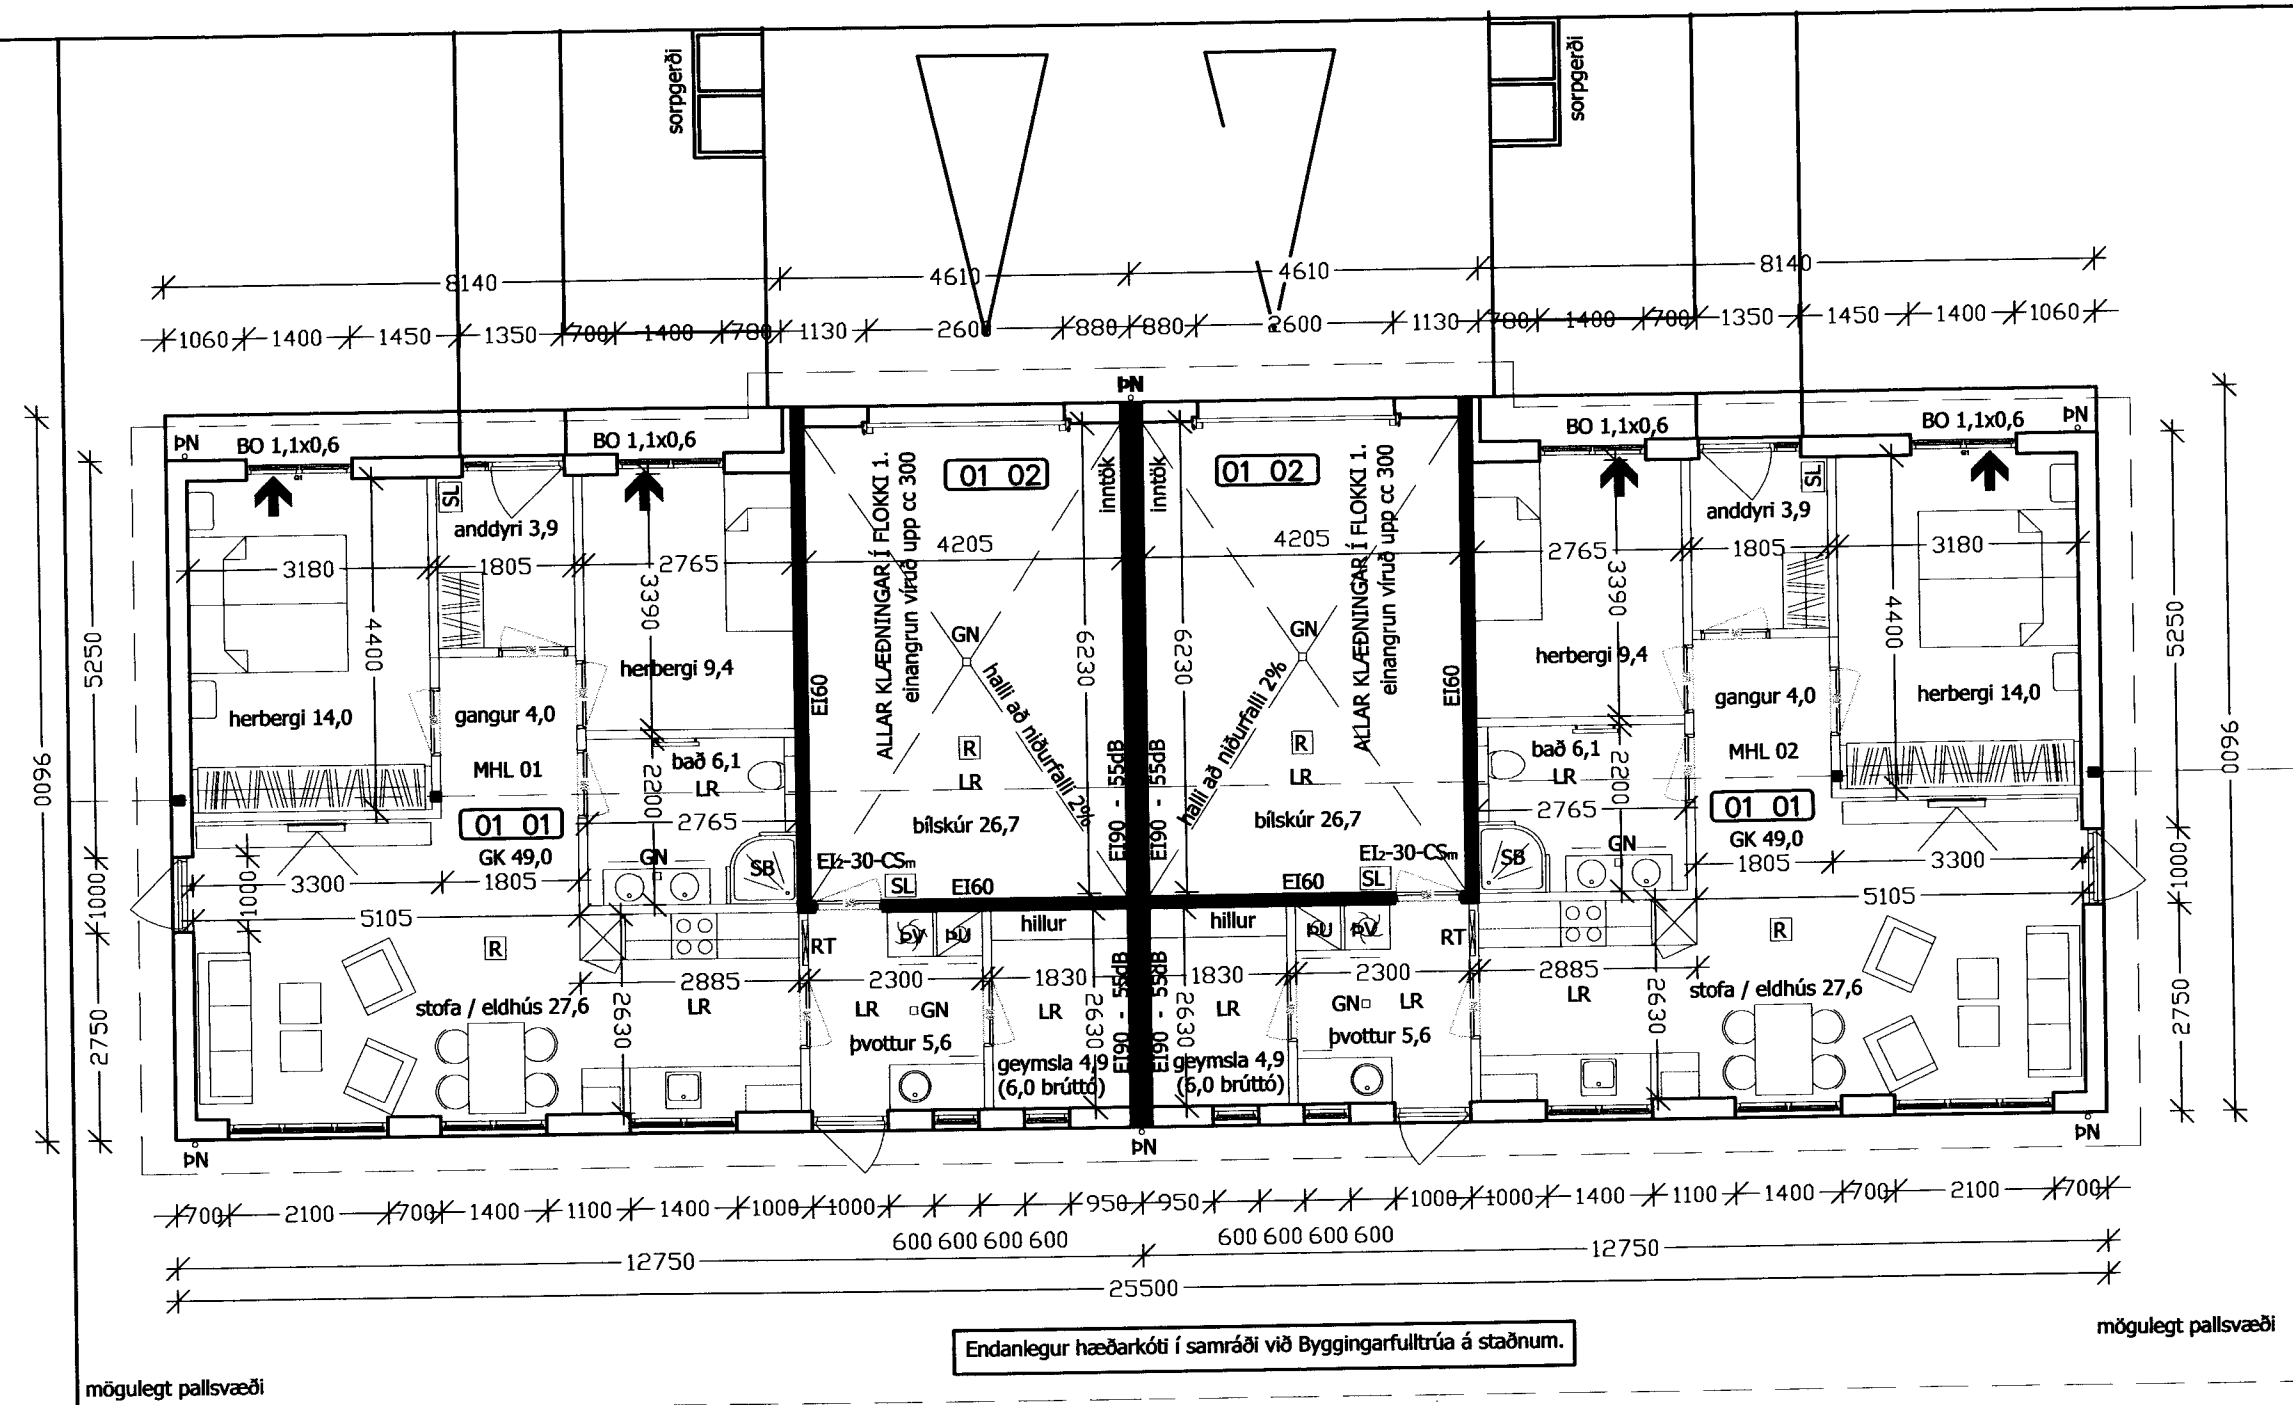 sorpgerði
sorpgerði
8140 4610 4610 8140
1060 1400 1450 1350 700 1400 780 1130 2600 880 880 2600 1130 780 1400 700 1350 1450 1400 1060
ÞN
ÞN BO 1,1x0,6 BO 1,1x0,6 BO 1,1x0,6 BO 1,1x0,6 ÞN
01 02 01 02
SL SL
inntök inntök
ALLAR KLÆÐNINGAR Í FLOKKI 1.
einangrun víruð upp cc 300
ALLAR KLÆÐNINGAR Í FLOKKI 1.
einangrun víruð upp cc 300
anddyri 3,9 anddyri 3,9
3180 1805 2765 4205 4205 2765 1805 3180
3390 3390
4400 4400
5250 5250
6230 6230
GN GN
herbergi 9,4 herbergi 9,4
EI60 EI60
halli að niðurfalli 2% halli að niðurfalli 2%
herbergi 14,0 gangur 4,0 gangur 4,0 herbergi 14,0
R R
MHL 01 bað 6,1 LR LR bað 6,1 MHL 02
LR LR
9600 9600
2200 2200
EI90 - 55dB EI90 - 55dB
01 01 2765 bílskúr 26,7 bílskúr 26,7 2765 01 01
GK 49,0 GN GN GK 49,0
SB EI2-30-CSm EI2-30-CSm SB
3300 1805 SL EI60 EI60 SL 1805 3300
1000 1000 1000
5105 5105
hillur hillur
R RT ÞV ÞU ÞU ÞV RT R
2885 2300 1830 1830 2300 2885
stofa / eldhús 27,6 LR LR GN LR LR GN LR LR stofa / eldhús 27,6
2630 2630 2630 2630
2750 2750
EI90 - 55dB EI90 - 55dB
þvottur 5,6 þvottur 5,6
geymsla 4,9
(6,0 brúttó)
geymsla 4,9
(6,0 brúttó)
ÞN ÞN ÞN
700 2100 700 1400 1100 1400 1000 1000 950 950 1000 1000 1400 1100 1400 700 2100 700
600 600 600 600 600 600 600 600
12750 12750
25500
Endanlegur hæðarkóti í samráði við Byggingarfulltrúa á staðnum.
mögulegt pallsvæði
mögulegt pallsvæði